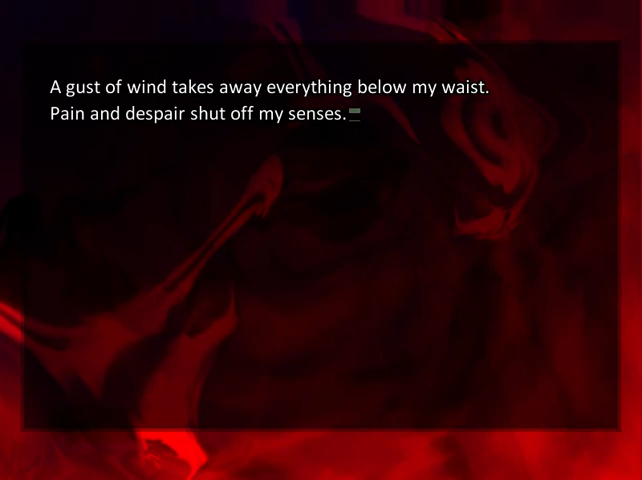 A gust of wind takes away everything below my waist.
Pain and despair shut off my senses.